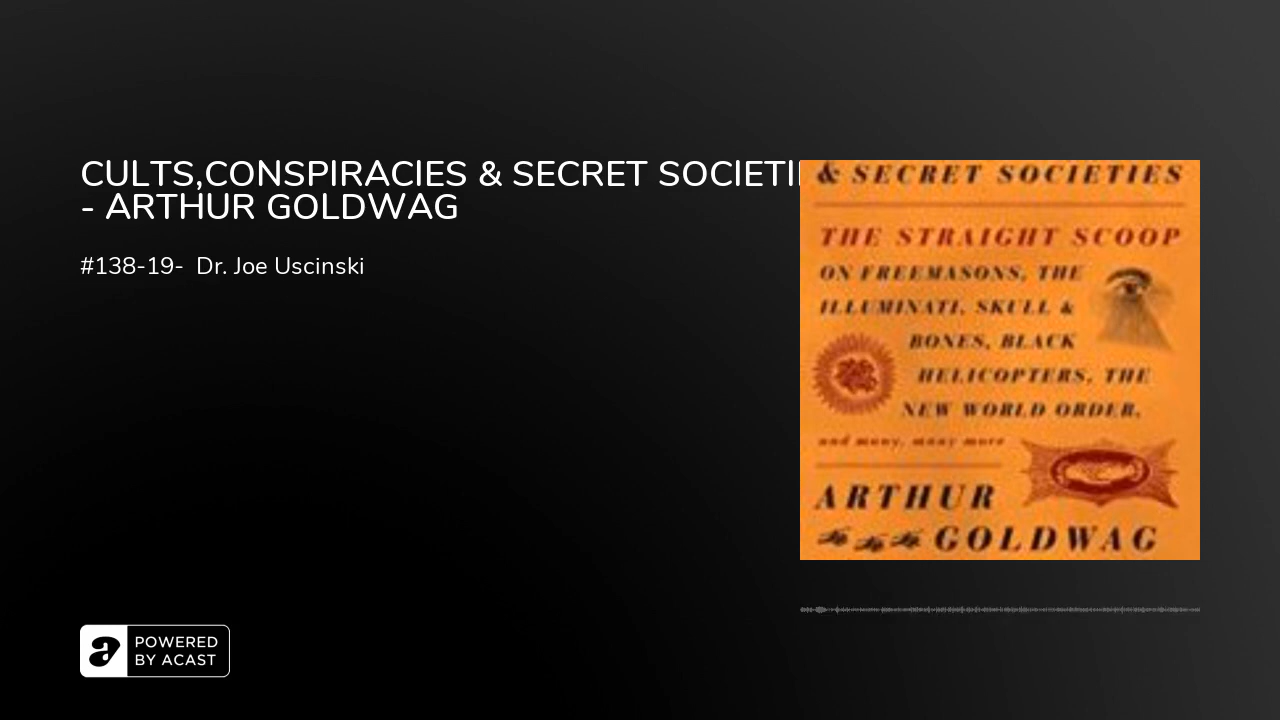 CULTS,CONSPIRACIES & SECRET SOCIETI
- ARTHUR GOLDWAG
#138-19- Dr. Joe Uscinski
& SECRET SOCIETIES
THE STRAIGHT SCOOP
ON FREEMASONS, THE
ILLUMINATI, SKULL &
BONES, BLACK
HELICOPTERS, THE
NEW WORLD ORDER,
and many, many more
ARTHUR
GOLDWAG
a POWERED
BY ACAST